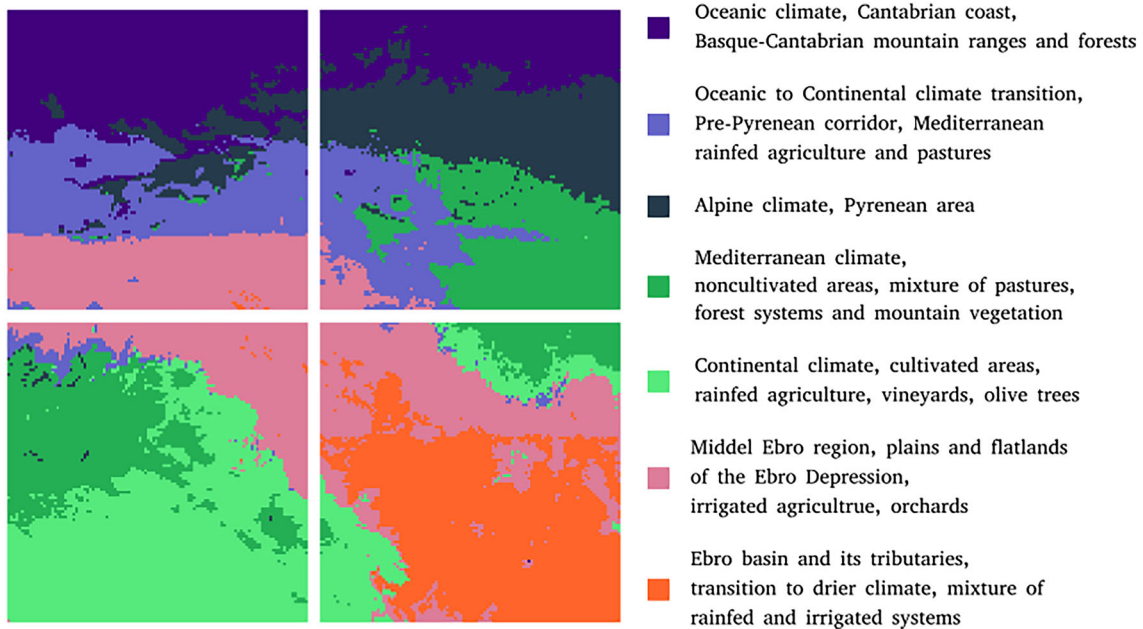 Oceanic climate, Cantabrian coast,
Basque-Cantabrian mountain ranges and forests
Oceanic to Continental climate transition,
Pre-Pyrenean corridor, Mediterranean
rainfed agriculture and pastures
Alpine climate, Pyrenean area
Mediterranean climate,
noncultivated areas, mixture of pastures,
forest systems and mountain vegetation
Continental climate, cultivated areas,
rainfed agriculture, vineyards, olive trees
Middel Ebro region, plains and flatlands
of the Ebro Depression,
irrigated agricultrue, orchards
Ebro basin and its tributaries,
transition to drier climate, mixture of
rainfed and irrigated systems